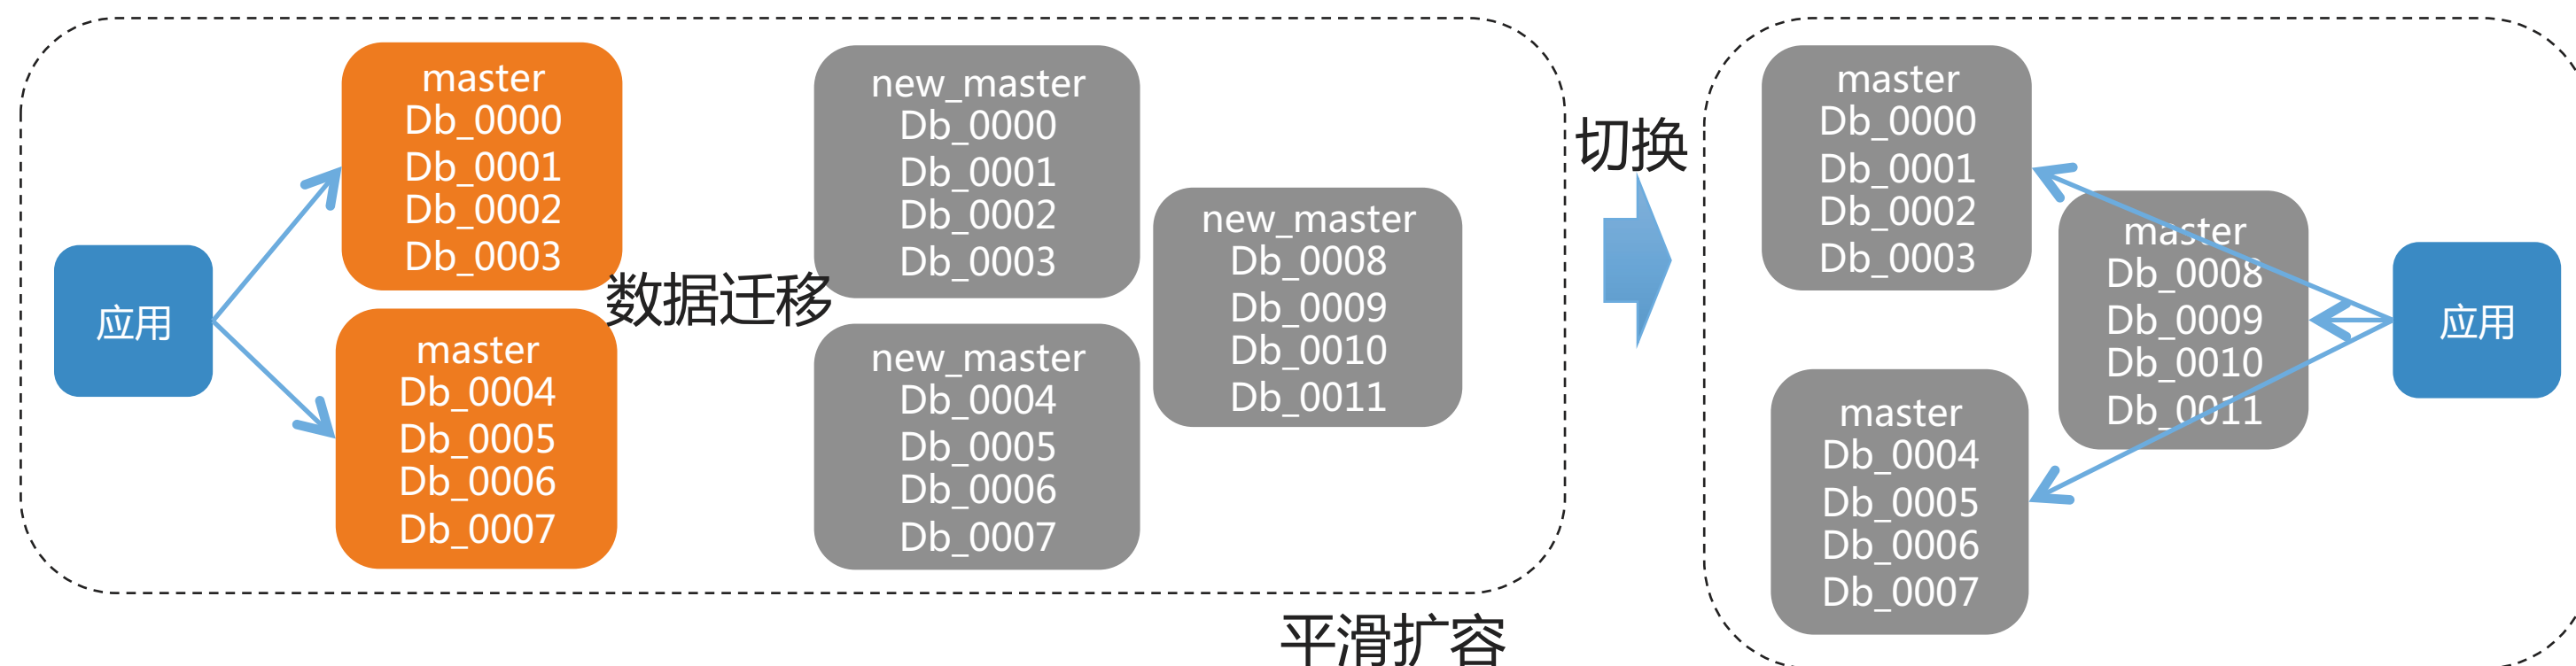 应用
master
Db_0000
Db_0001
Db_0002
Db_0003
master
Db_0004
Db_0005
Db_0006
Db_0007
数据迁移
new_master
Db_0000
Db_0001
Db_0002
Db_0003
new_master
Db_0004
Db_0005
Db_0006
Db_0007
new_master
Db_0008
Db_0009
Db_0010
Db_0011
切换
master
Db_0000
Db_0001
Db_0002
Db_0003
master
Db_0004
Db_0005
Db_0006
Db_0007
master
Db_0008
Db_0009
Db_0010
Db_0011
应用
平滑扩容